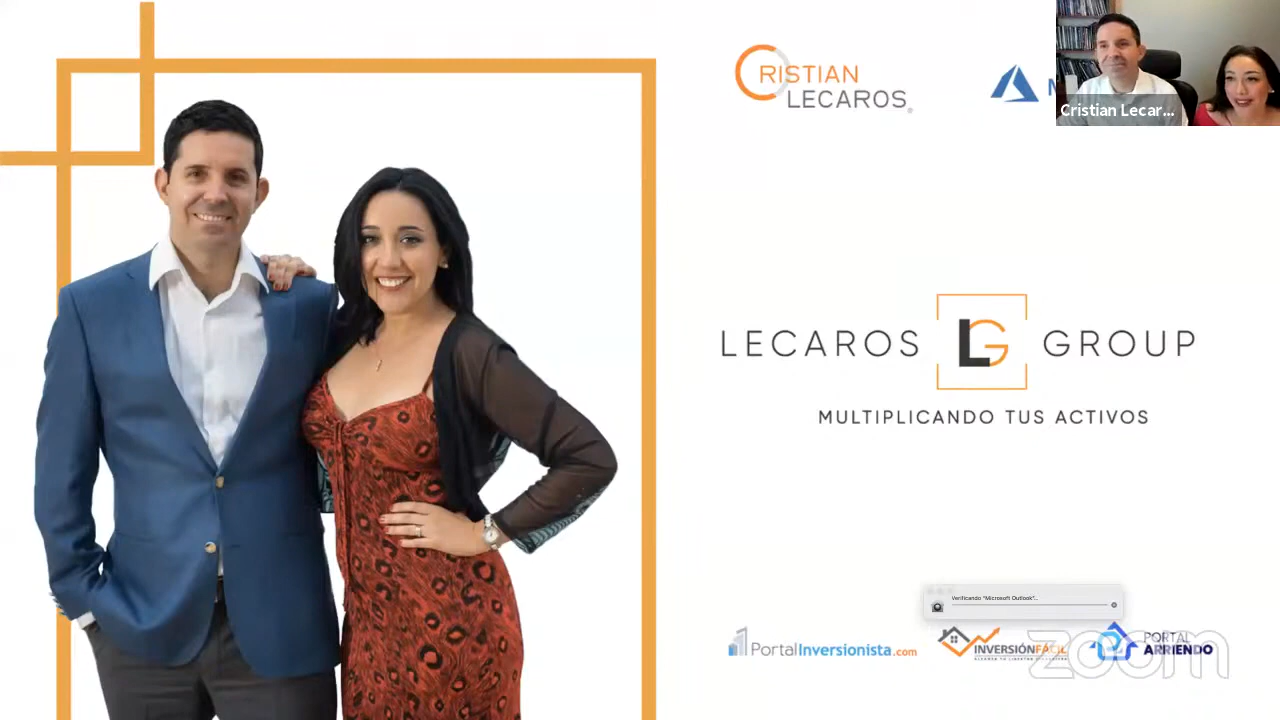 CRISTIAN
LECAROS
Cristian Lecar...
LECAROS LG GROUP
MULTIPLICANDO TUS ACTIVOS
Verificando "Microsoft Outlook"...
PortalInversionista.com
INVERSIÓN FÁCIL
PORTAL
ARRIENDO
zoom